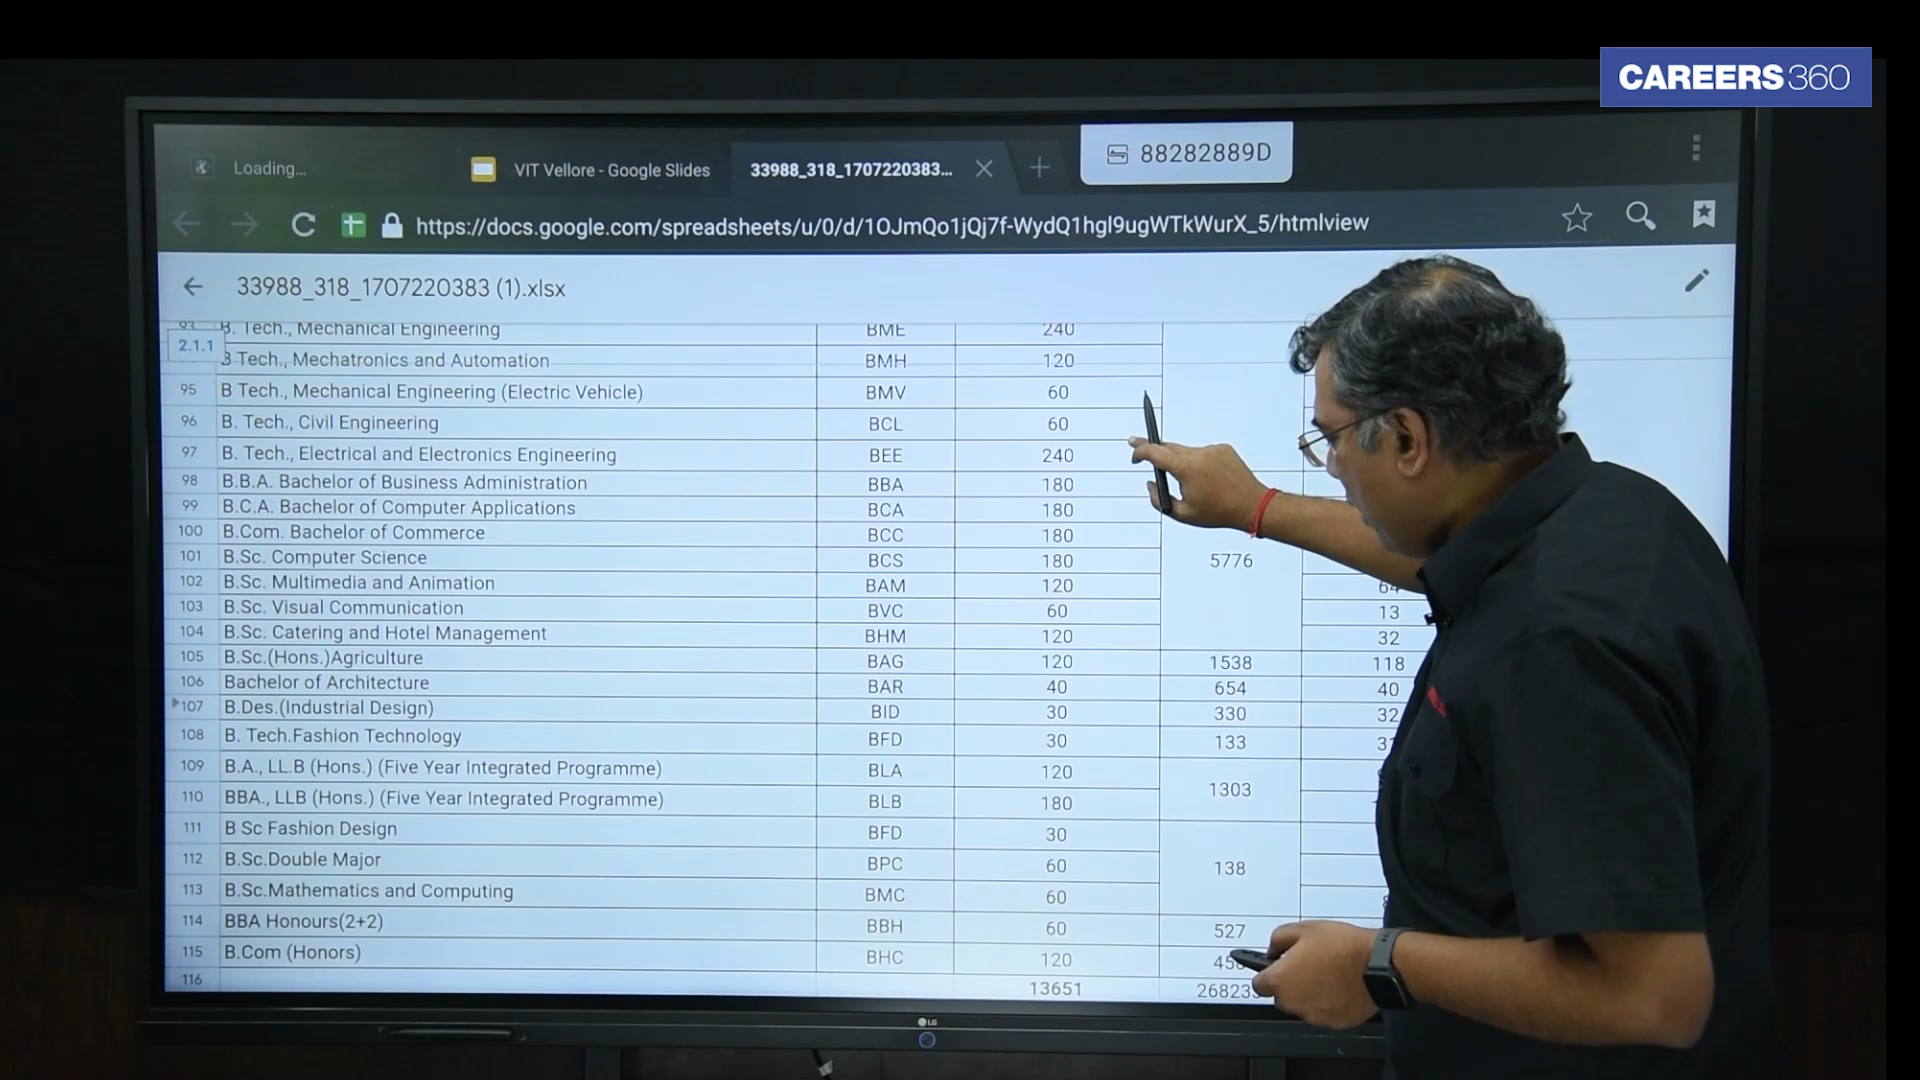 CAREERS360
Loading...
VIT Vellore - Google Slides
33988_318_1707220383...
88282889D
https://docs.google.com/spreadsheets/u/0/d/1OJmQo1jQj7f-WydQ1hgl9ugWTkWurX_5/htmlview
33988_318_1707220383 (1).xlsx
93 B. Tech., Mechanical Engineering BME 240
2.1.1
B Tech., Mechatronics and Automation BMH 120
95 B Tech., Mechanical Engineering (Electric Vehicle) BMV 60
96 B. Tech., Civil Engineering BCL 60
97 B. Tech., Electrical and Electronics Engineering BEE 240
98 B.B.A. Bachelor of Business Administration BBA 180
99 B.C.A. Bachelor of Computer Applications BCA 180
100 B.Com. Bachelor of Commerce BCC 180
101 B.Sc. Computer Science BCS 180 5776
102 B.Sc. Multimedia and Animation BAM 120 64
103 B.Sc. Visual Communication BVC 60 13
104 B.Sc. Catering and Hotel Management BHM 120 32
105 B.Sc.(Hons.)Agriculture BAG 120 1538 118
106 Bachelor of Architecture BAR 40 654 40
107 B.Des.(Industrial Design) BID 30 330 32
108 B. Tech.Fashion Technology BFD 30 133
109 B.A., LL.B (Hons.) (Five Year Integrated Programme) BLA 120
1303
110 BBA., LLB (Hons.) (Five Year Integrated Programme) BLB 180
111 B Sc Fashion Design BFD 30
112 B.Sc.Double Major BPC 60 138
113 B.Sc.Mathematics and Computing BMC 60
114 BBA Honours(2+2) BBH 60 527
115 B.Com (Honors) BHC 120
116 13651
LG